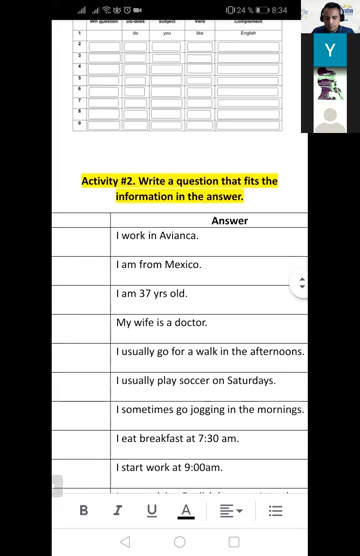 24 % 8:34
Wh question Do-does Subject Verb Complement
1 do you like English
2
3
4
5
6
7
8
9
Y
Activity #2. Write a question that fits the
information in the answer.
Answer
I work in Avianca.
I am from Mexico.
I am 37 yrs old.
My wife is a doctor.
I usually go for a walk in the afternoons.
I usually play soccer on Saturdays.
I sometimes go jogging in the mornings.
I eat breakfast at 7:30 am.
I start work at 9:00am.
B I U A